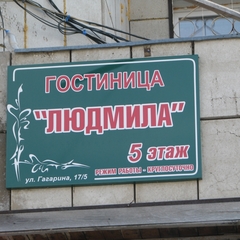 ГОСТИНИЦА
"ЛЮДМИЛА"
5 этаж
РЕЖИМ РАБОТЫ - КРУГЛОСУТОЧНО
ул. Гагарина, 17/5